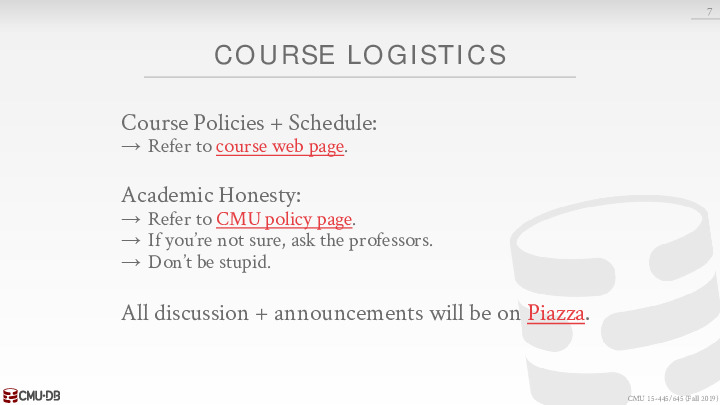 7
COURSE LOGISTICS
Course Policies + Schedule:
→ Refer to course web page.
Academic Honesty:
→ Refer to CMU policy page.
→ If you're not sure, ask the professors.
→ Don't be stupid.
All discussion + announcements will be on Piazza.
CMU·DB
CMU 15-445/645 (Fall 2019)